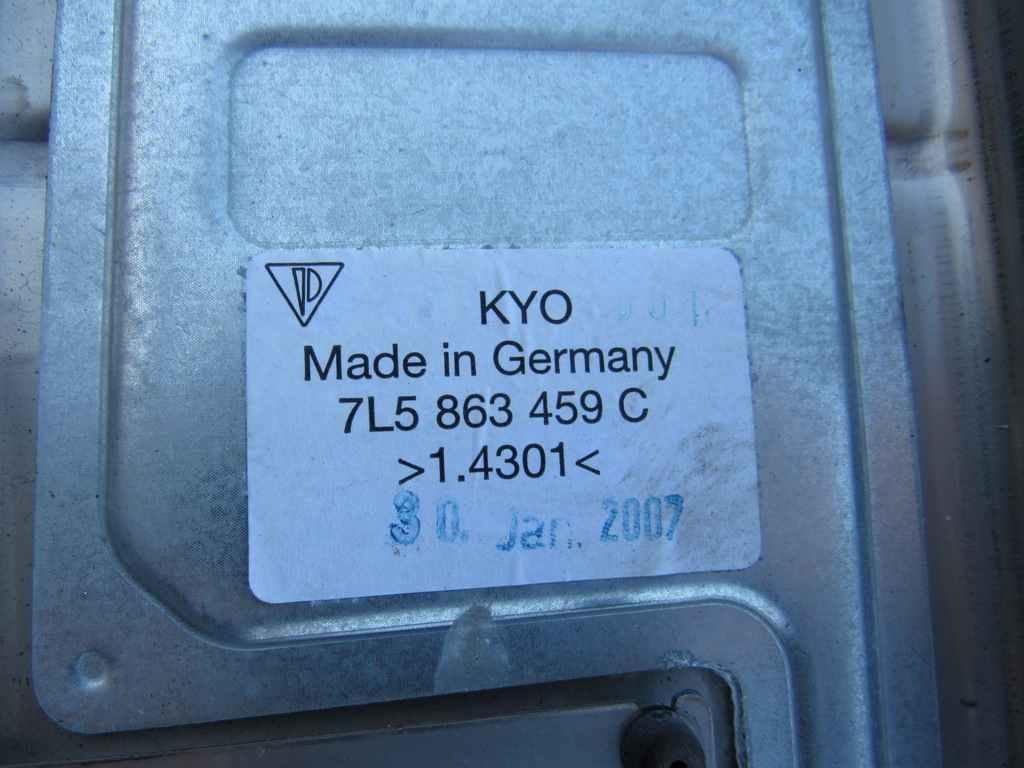 KYO
Made in Germany
7L5 863 459 C
>1.4301<
30. Jan. 2007